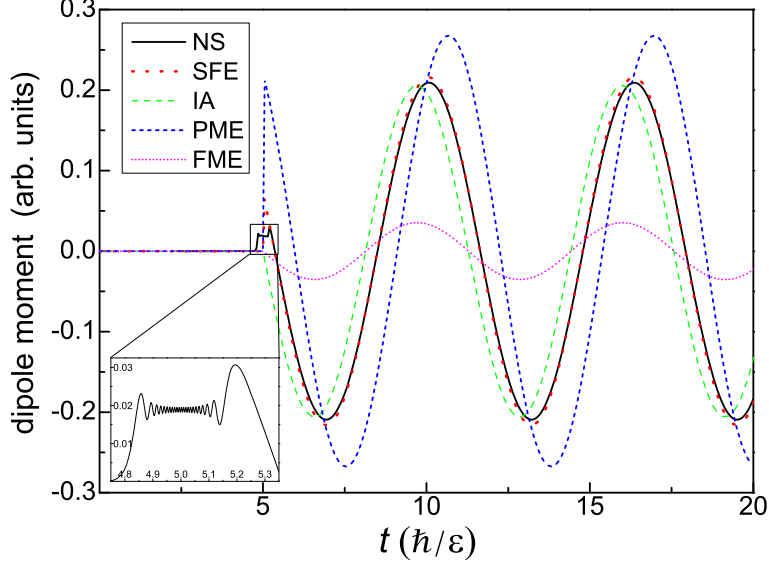 dipole moment (arb. units)
0.3
0.2
0.1
0.0
-0.1
-0.2
-0.3
NS
SFE
IA
PME
FME
0.03
0.02
0.01
4.8 4.9 5.0 5.1 5.2 5.3
5 10 15 20
t (ħ/ε)